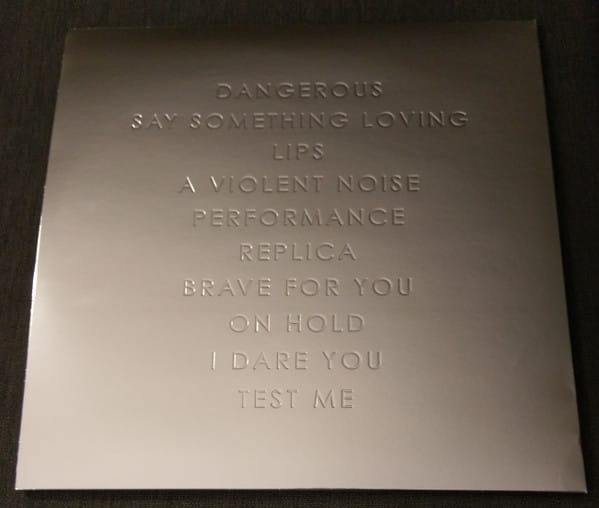 DANGEROUS
SAY SOMETHING LOVING
LIPS
A VIOLENT NOISE
PERFORMANCE
REPLICA
BRAVE FOR YOU
ON HOLD
I DARE YOU
TEST ME